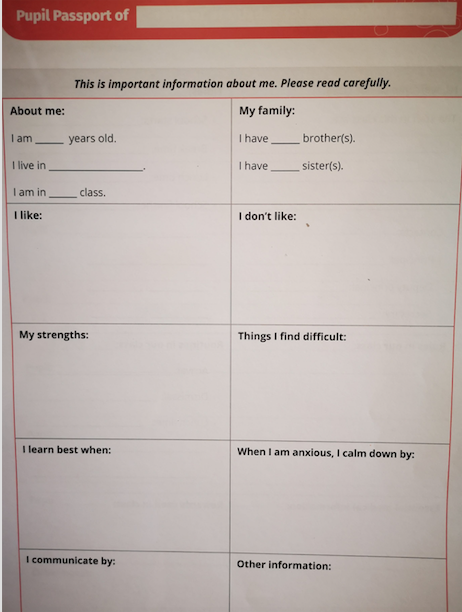 Pupil Passport of
This is important information about me. Please read carefully.
About me:
I am _____ years old.
I live in _________________.
I am in _____ class.
My family:
I have _____ brother(s).
I have _____ sister(s).
I like:
I don't like:
My strengths:
Things I find difficult:
I learn best when:
When I am anxious, I calm down by:
I communicate by:
Other information: